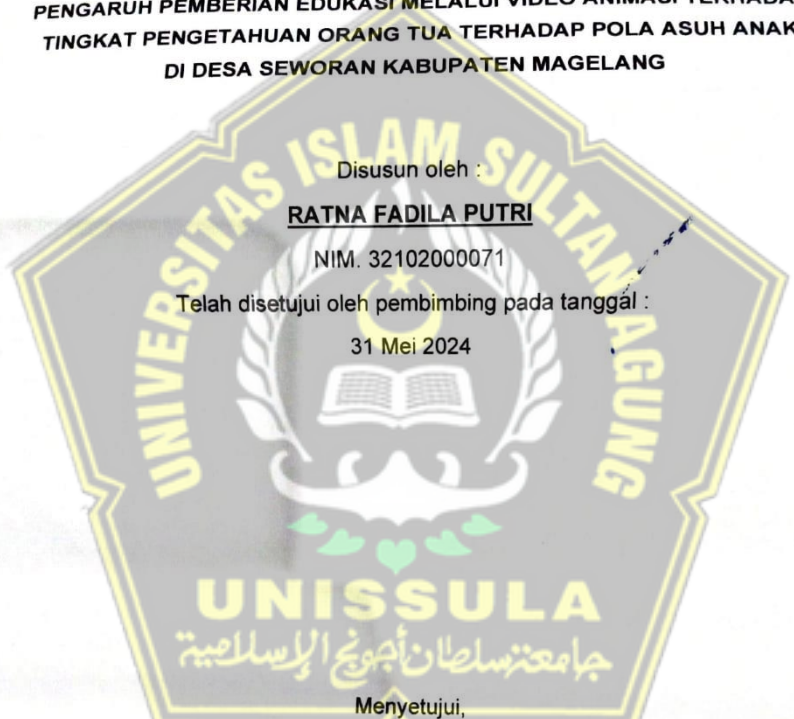 PENGARUH PEMBERIAN EDUKASI MELALUI VIDEO ANIMASI TERHADA
TINGKAT PENGETAHUAN ORANG TUA TERHADAP POLA ASUH ANAK
DI DESA SEWORAN KABUPATEN MAGELANG
UNIVERSITAS ISLAM SULTAN AGUNG
Disusun oleh :
RATNA FADILA PUTRI
NIM. 32102000071
Telah disetujui oleh pembimbing pada tanggal :
31 Mei 2024
UNISSULA
جامعة سلطان أجونج الإسلامية
Menyetujui,